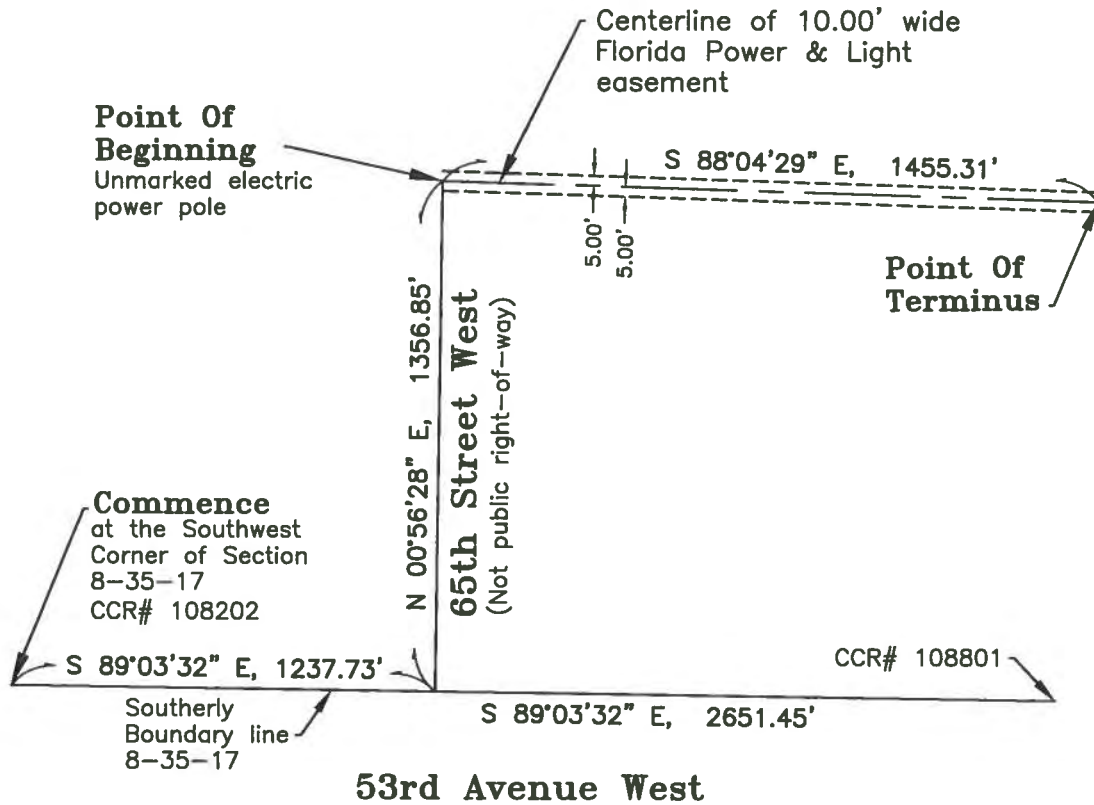 Centerline of 10.00' wide
Florida Power & Light
easement
Point Of
Beginning
Unmarked electric
power pole
S 88°04'29" E, 1455.31'
5.00'
5.00'
Point Of
Terminus
N 00°56'28" E, 1356.85'
65th Street West
(Not public right-of-way)
Commence
at the Southwest
Corner of Section
8-35-17
CCR# 108202
S 89°03'32" E, 1237.73'
CCR# 108801
Southerly
Boundary line
8-35-17
S 89°03'32" E, 2651.45'
53rd Avenue West